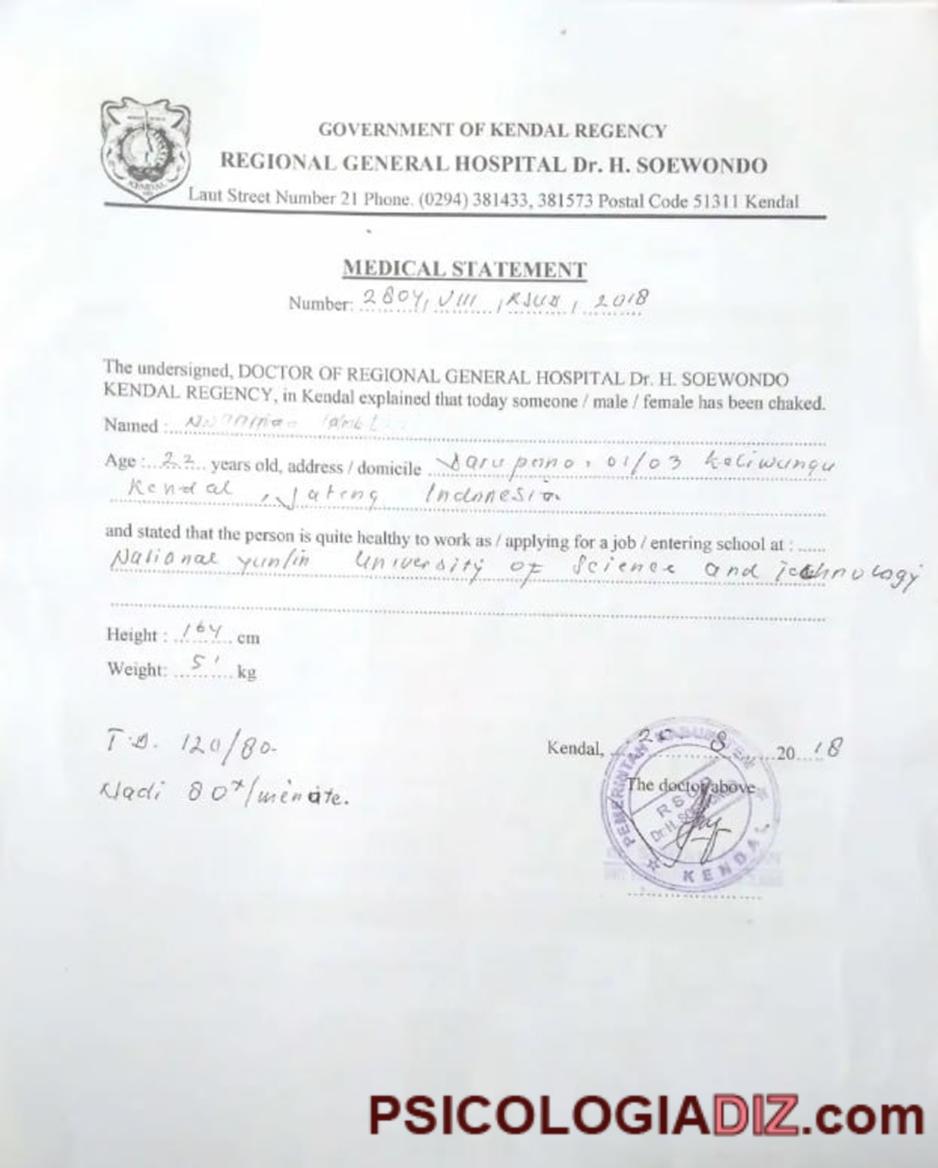 GOVERNMENT OF KENDAL REGENCY
REGIONAL GENERAL HOSPITAL Dr. H. SOEWONDO
Laut Street Number 21 Phone. (0294) 381433, 381573 Postal Code 51311 Kendal
KENDAL
MEDICAL STATEMENT
Number: 2804, VIII, RSUD, 2018
The undersigned, DOCTOR OF REGIONAL GENERAL HOSPITAL Dr. H. SOEWONDO
KENDAL REGENCY, in Kendal explained that today someone / male / female has been chaked.
Named :
Age : 22 years old, address / domicile Darupono, 01/03 Kaliwungu
Kendal, Jateng Indonesia
and stated that the person is quite healthy to work as / applying for a job / entering school at : ......
National yunlin University of Science and Technology
Height : 164 cm
Weight: 51 kg
T.D. 120/80.
Nadi 80x/menute.
Kendal, 20 8 2018
The doctor above
PEMERINTAH KABUPATEN
RSUD
Dr. H. SOEWONDO
KENDAL
PSICOLOGIADIZ.com